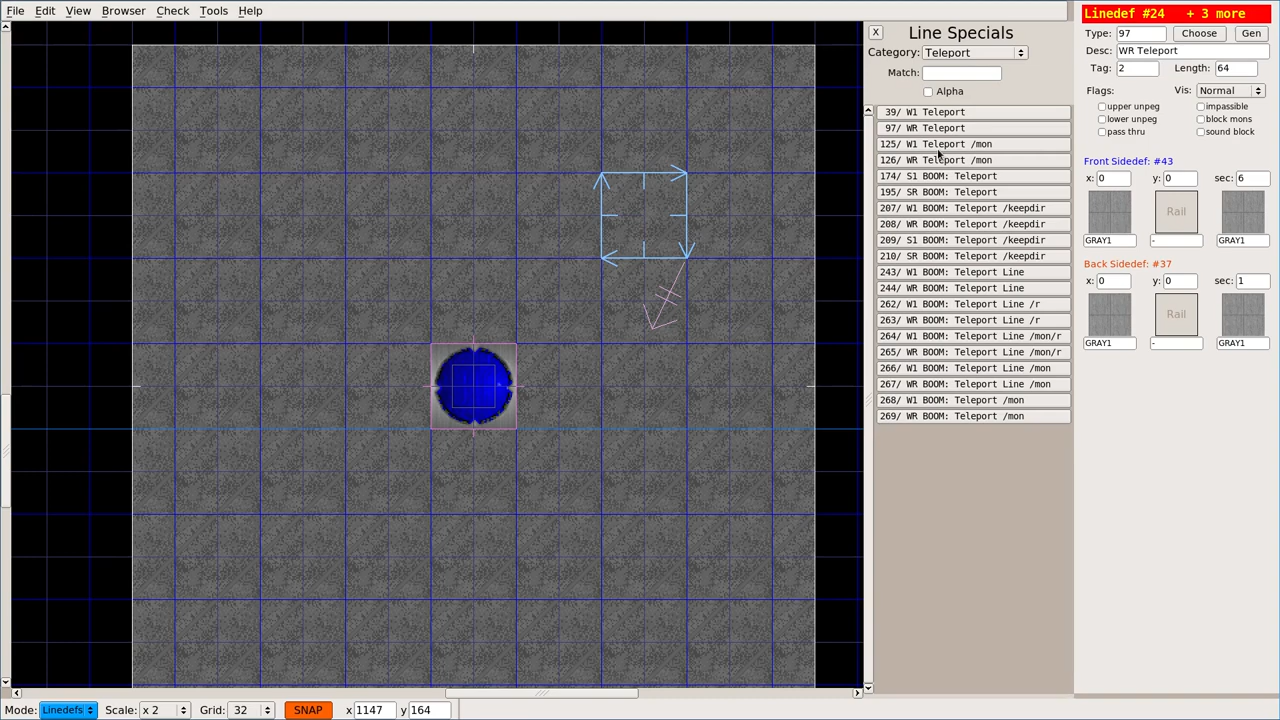 File Edit View Browser Check Tools Help
X Line Specials
Category: Teleport
Match:
Alpha
39/ W1 Teleport
97/ WR Teleport
125/ W1 Teleport /mon
126/ WR Teleport /mon
174/ S1 BOOM: Teleport
195/ SR BOOM: Teleport
207/ W1 BOOM: Teleport /keepdir
208/ WR BOOM: Teleport /keepdir
209/ S1 BOOM: Teleport /keepdir
210/ SR BOOM: Teleport /keepdir
243/ W1 BOOM: Teleport Line
244/ WR BOOM: Teleport Line
262/ W1 BOOM: Teleport Line /r
263/ WR BOOM: Teleport Line /r
264/ W1 BOOM: Teleport Line /mon/r
265/ WR BOOM: Teleport Line /mon/r
266/ W1 BOOM: Teleport Line /mon
267/ WR BOOM: Teleport Line /mon
268/ W1 BOOM: Teleport /mon
269/ WR BOOM: Teleport /mon
Linedef #24 + 3 more
Type: 97 Choose Gen
Desc: WR Teleport
Tag: 2 Length: 64
Flags: Vis: Normal
upper unpeg impassible
lower unpeg block mons
pass thru sound block
Front Sidedef: #43
x: 0 y: 0 sec: 6
Rail
GRAY1 - GRAY1
Back Sidedef: #37
x: 0 y: 0 sec: 1
Rail
GRAY1 - GRAY1
Mode: Linedefs Scale: x 2 Grid: 32 SNAP x 1147 y 164